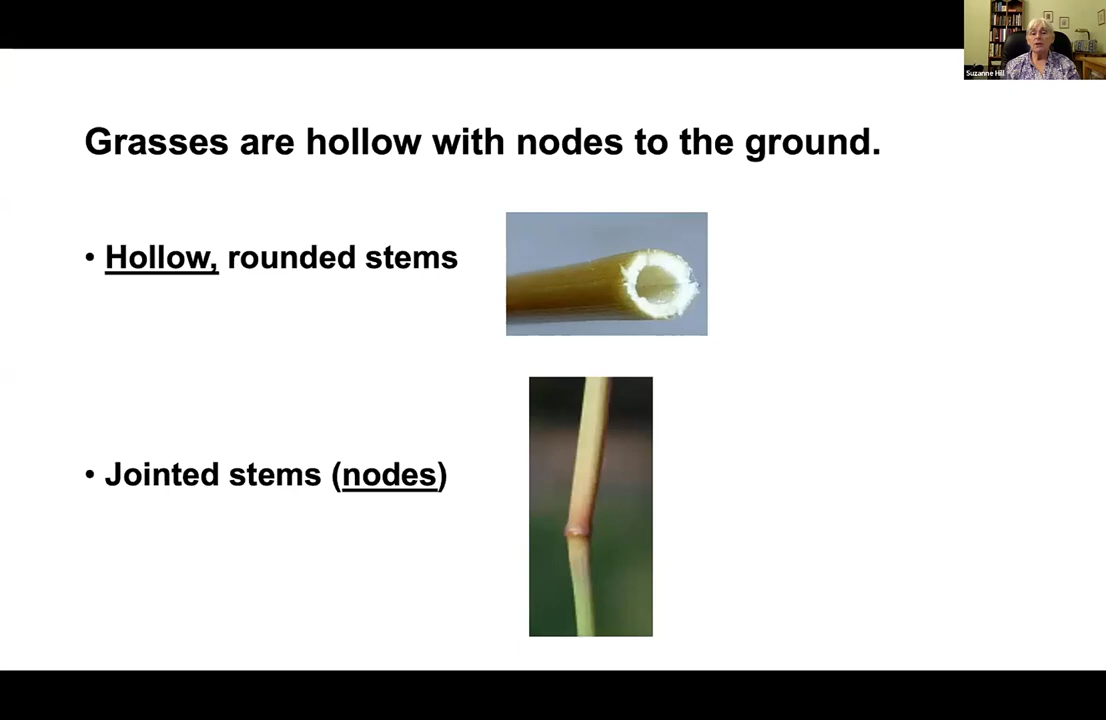 Suzanne Hill
Grasses are hollow with nodes to the ground.
• Hollow, rounded stems
• Jointed stems (nodes)